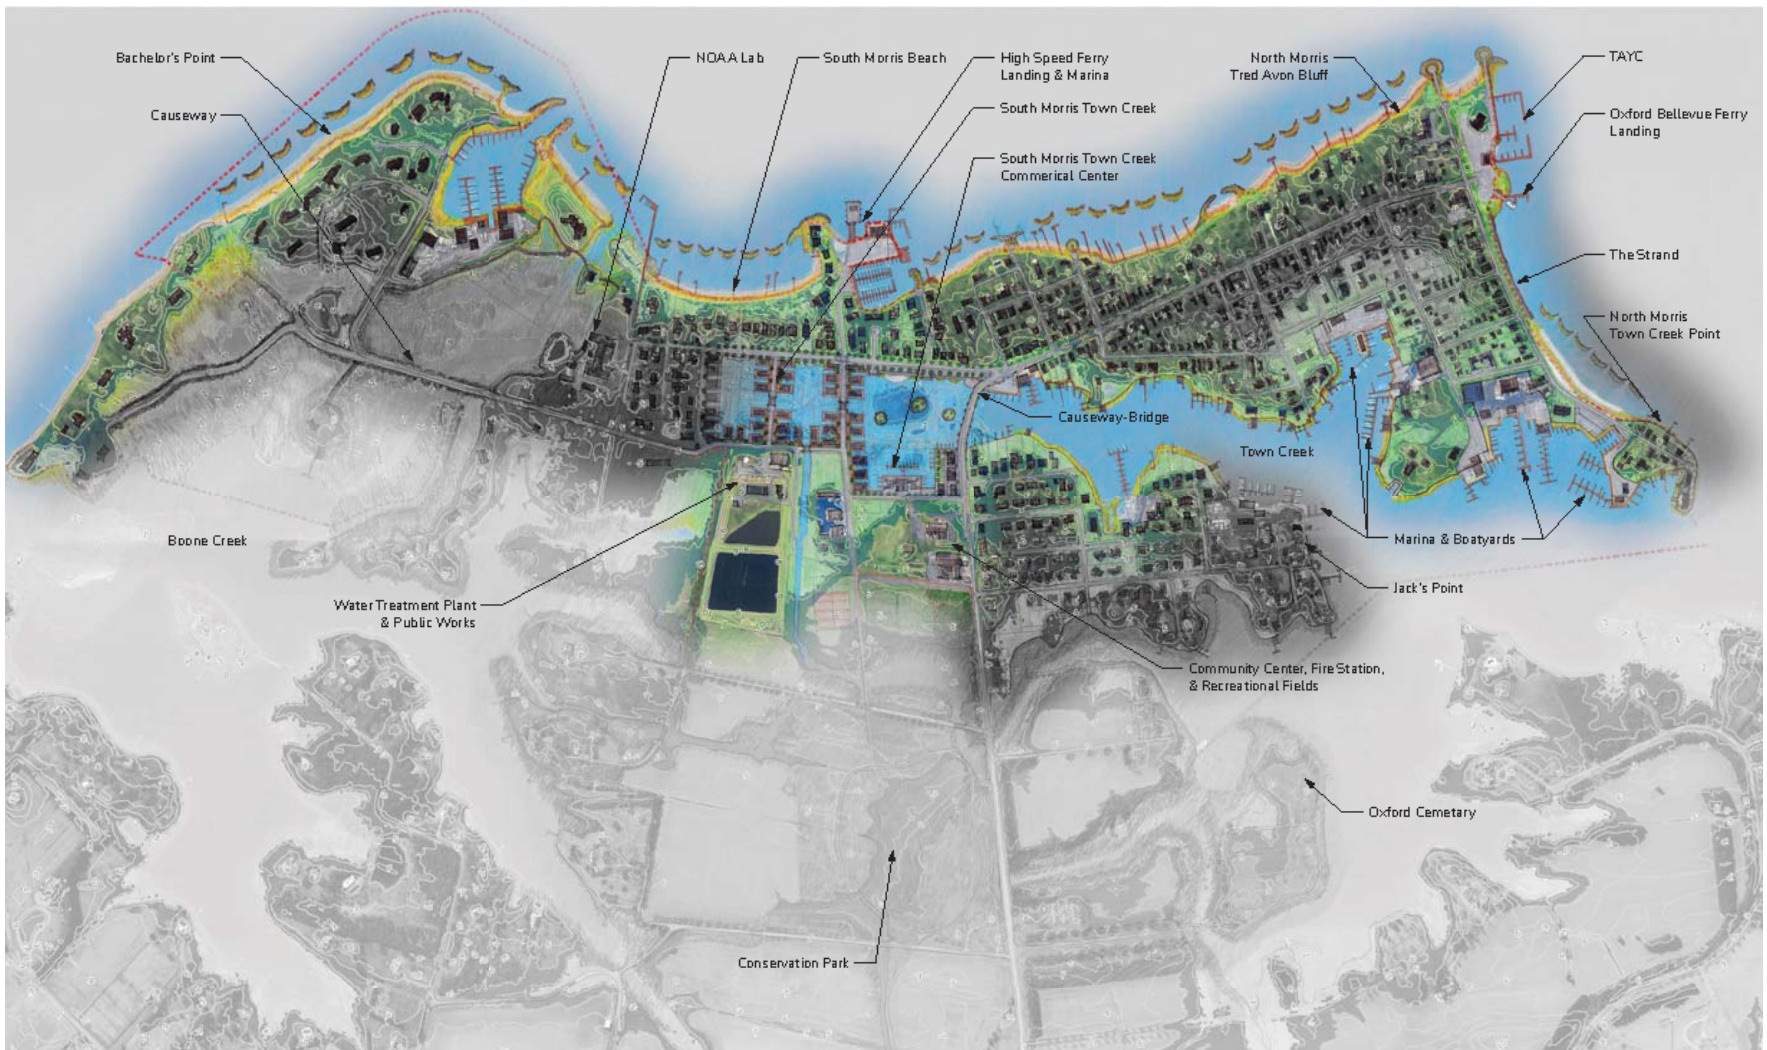 Bachelor's Point
Causeway
NOAA Lab
South Morris Beach
High Speed Ferry
Landing & Marina
South Morris Town Creek
South Morris Town Creek
Commerical Center
North Morris
Tred Avon Bluff
TAYC
Oxford Bellevue Ferry
Landing
The Strand
North Morris
Town Creek Point
Causeway-Bridge
Town Creek
Boone Creek
Marina & Boatyards
Jack's Point
Water Treatment Plant
& Public Works
Community Center, Fire Station,
& Recreational Fields
Oxford Cemetary
Conservation Park